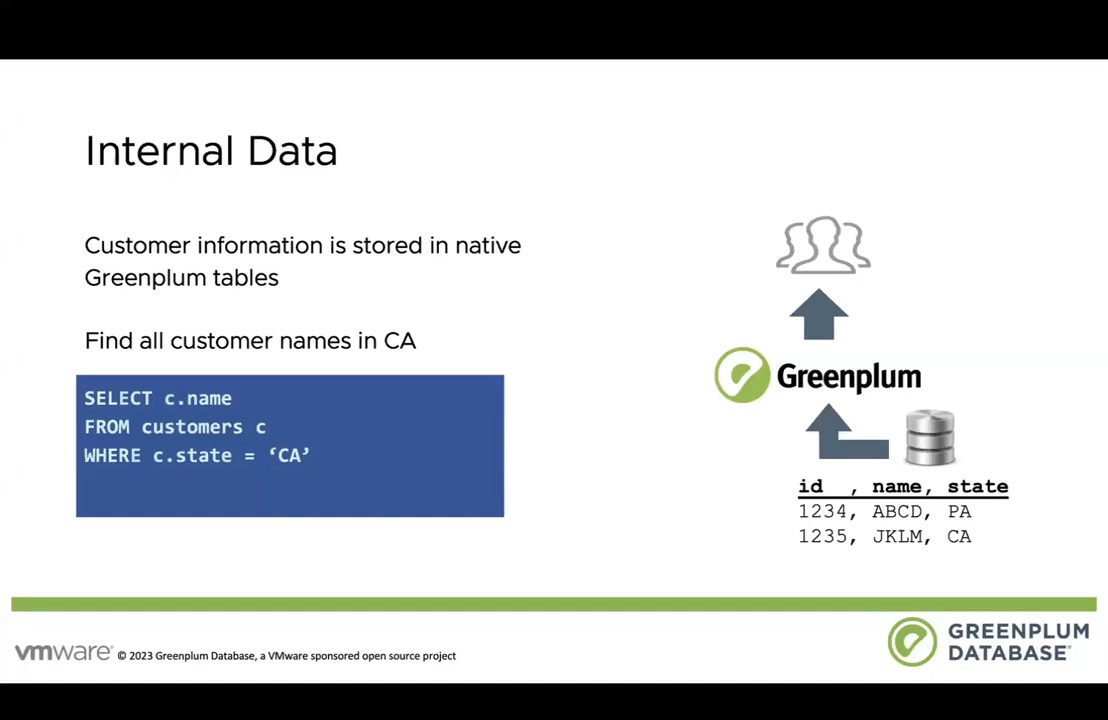 Internal Data
Customer information is stored in native
Greenplum tables
Find all customer names in CA
SELECT c.name
FROM customers c
WHERE c.state = ‘CA’
Greenplum
id , name, state
1234, ABCD, PA
1235, JKLM, CA
vmware® © 2023 Greenplum Database, a VMware sponsored open source project
GREENPLUM
DATABASE®